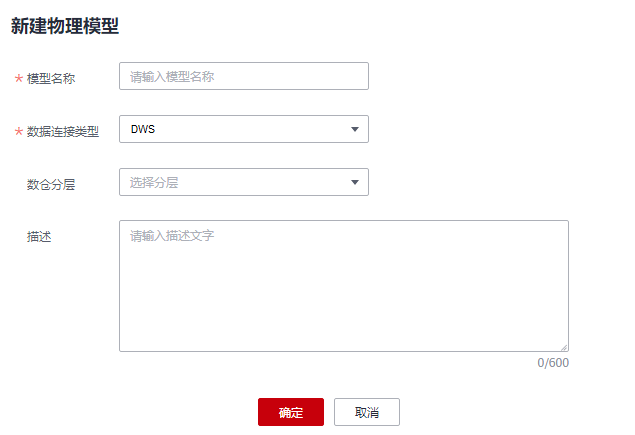 新建物理模型
* 模型名称 请输入模型名称
* 数据连接类型 DWS
数仓分层 选择分层
描述 请输入描述文字
0/600
确定 取消